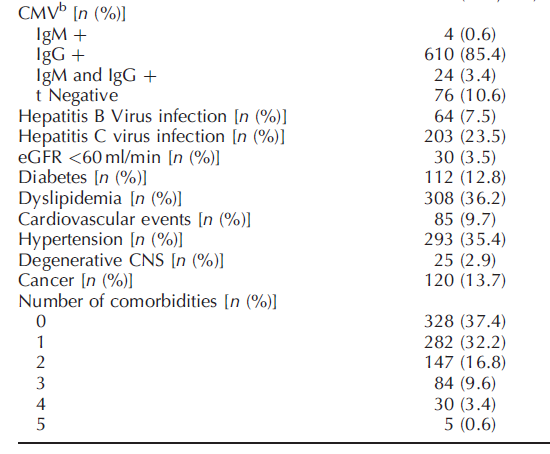 CMVb [n (%)]
IgM + 4 (0.6)
IgG + 610 (85.4)
IgM and IgG + 24 (3.4)
t Negative 76 (10.6)
Hepatitis B Virus infection [n (%)] 64 (7.5)
Hepatitis C virus infection [n (%)] 203 (23.5)
eGFR <60 ml/min [n (%)] 30 (3.5)
Diabetes [n (%)] 112 (12.8)
Dyslipidemia [n (%)] 308 (36.2)
Cardiovascular events [n (%)] 85 (9.7)
Hypertension [n (%)] 293 (35.4)
Degenerative CNS [n (%)] 25 (2.9)
Cancer [n (%)] 120 (13.7)
Number of comorbidities [n (%)]
0 328 (37.4)
1 282 (32.2)
2 147 (16.8)
3 84 (9.6)
4 30 (3.4)
5 5 (0.6)